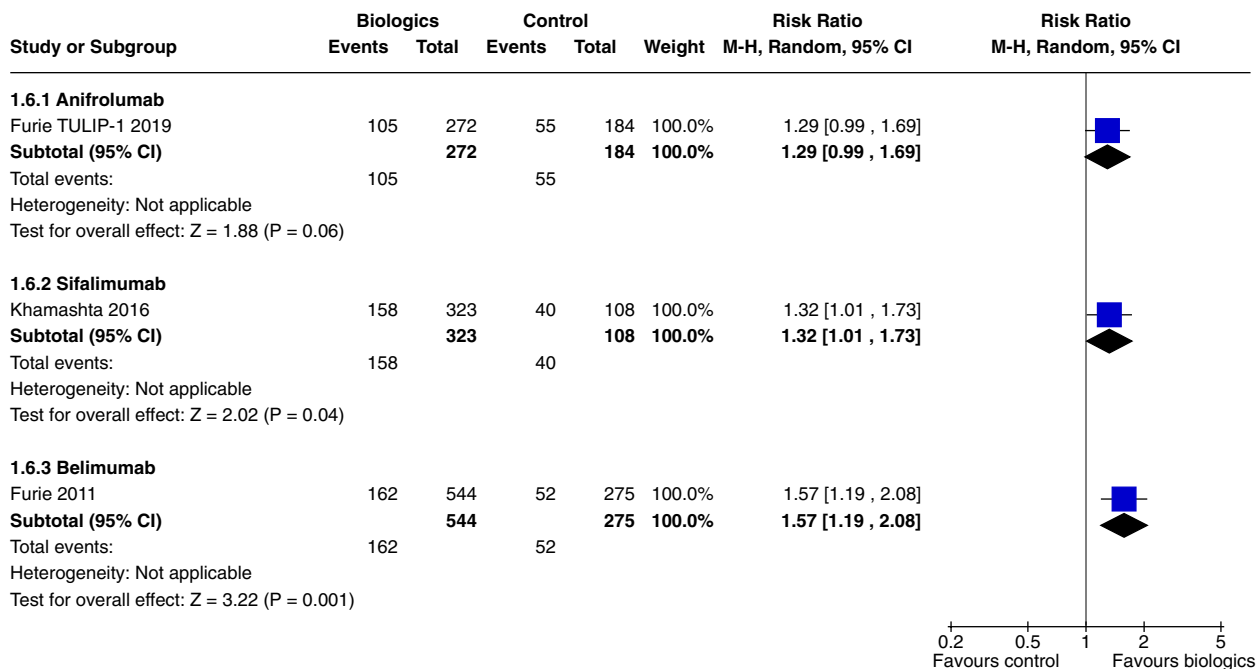 Biologics Control Risk Ratio Risk Ratio
Study or Subgroup Events Total Events Total Weight M-H, Random, 95% CI M-H, Random, 95% CI
1.6.1 Anifrolumab
Furie TULIP-1 2019 105 272 55 184 100.0% 1.29 [0.99 , 1.69]
Subtotal (95% CI) 272 184 100.0% 1.29 [0.99 , 1.69]
Total events: 105 55
Heterogeneity: Not applicable
Test for overall effect: Z = 1.88 (P = 0.06)
1.6.2 Sifalimumab
Khamashta 2016 158 323 40 108 100.0% 1.32 [1.01 , 1.73]
Subtotal (95% CI) 323 108 100.0% 1.32 [1.01 , 1.73]
Total events: 158 40
Heterogeneity: Not applicable
Test for overall effect: Z = 2.02 (P = 0.04)
1.6.3 Belimumab
Furie 2011 162 544 52 275 100.0% 1.57 [1.19 , 2.08]
Subtotal (95% CI) 544 275 100.0% 1.57 [1.19 , 2.08]
Total events: 162 52
Heterogeneity: Not applicable
Test for overall effect: Z = 3.22 (P = 0.001)
0.2 0.5 1 2 5
Favours control Favours biologics